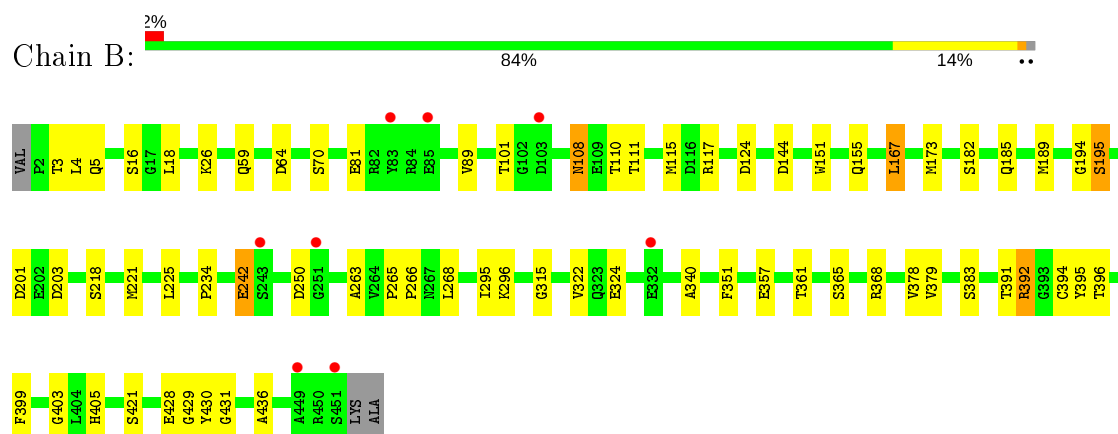 2%
Chain B:
84% 14% ••
VAL P2 T3 L4 Q5 S16 G17 L18 K26 Q59 D64 S70 E81 R82 Y83 R84 E85 V89 T101 G102 D103 N108 E109 T110 T111 M115 D116 R117 D124 D144 W151 Q155 L167 M173 S182 Q185 M189 G194 S195
D201 E202 D203 S218 M221 L225 P234 E242 S243 D250 G251 A263 V264 P265 P266 N267 L268 I295 K296 G315 V322 Q323 E324 E332 A340 F351 E357 T361 S365 R368 V378 V379 S383 T391 R392 G393 C394 Y395 T396
F399 G403 L404 H405 S421 E428 G429 Y430 G431 A436 A449 R450 S451 LYS ALA